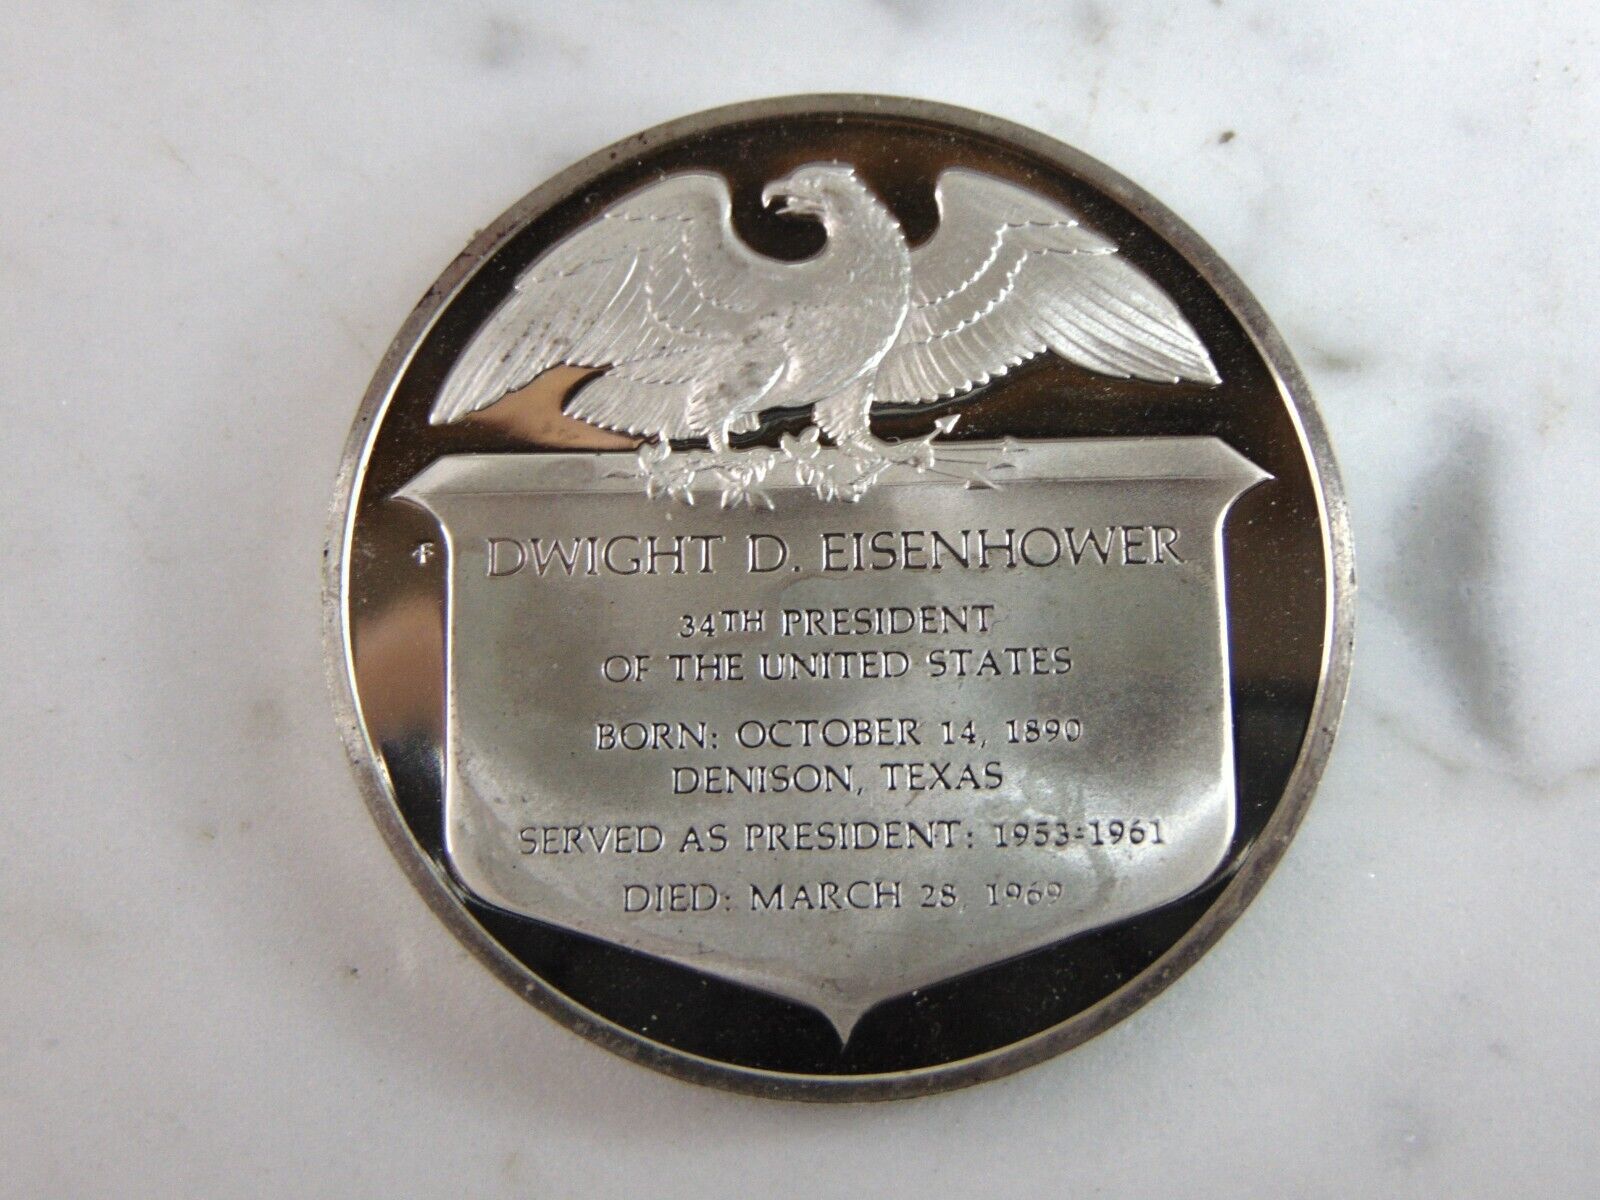 DWIGHT D. EISENHOWER
34TH PRESIDENT
OF THE UNITED STATES
BORN: OCTOBER 14, 1890
DENISON, TEXAS
SERVED AS PRESIDENT: 1953-1961
DIED: MARCH 28, 1969